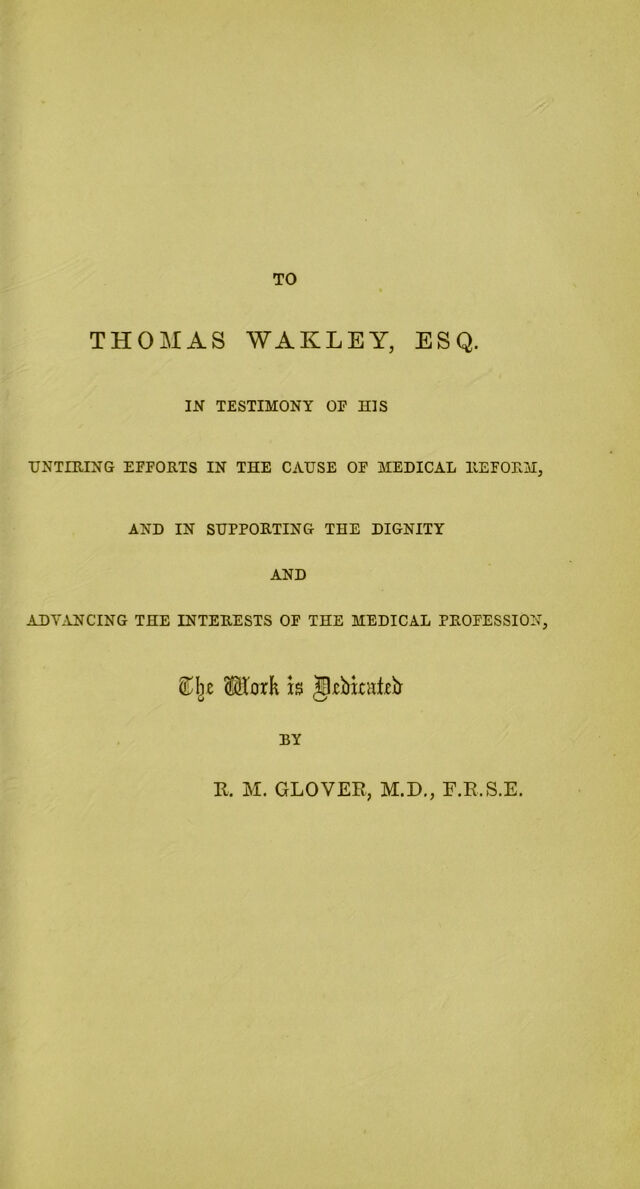 TO
THOMAS WAKLEY, ESQ.
IN TESTIMONY OF HIS
UNTIRING EFFORTS IN THE CAUSE OF MEDICAL REFORM,
AND IN SUPPORTING THE DIGNITY
AND
ADVANCING THE INTERESTS OF THE MEDICAL PROFESSION,
The Work is Dedicated
BY
R. M. GLOVER, M.D., F.R.S.E.